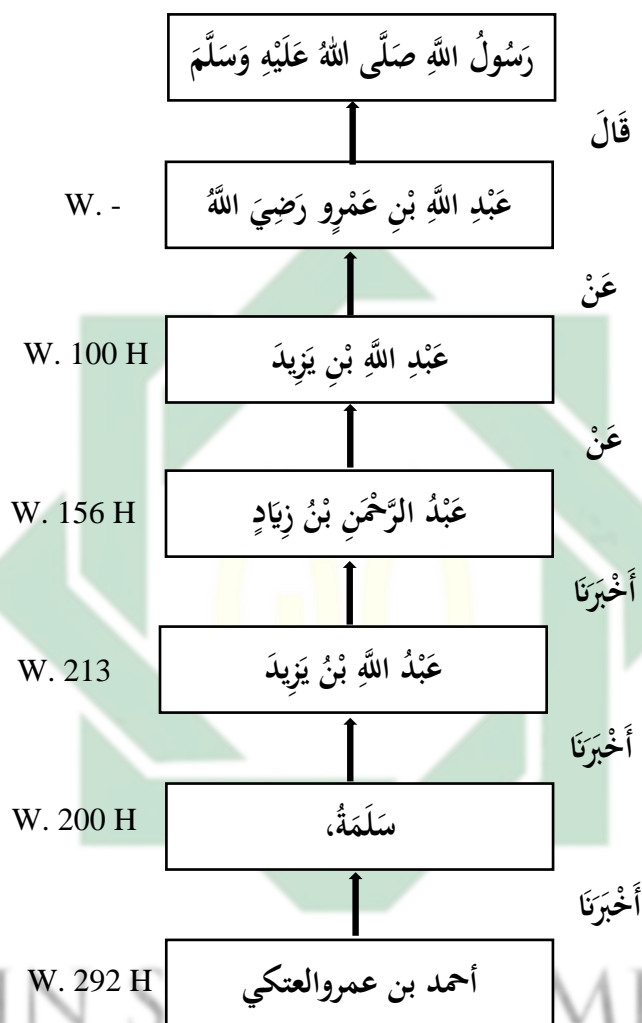 رَسُولُ اللَّهِ صَلَّى اللهُ عَلَيْهِ وَسَلَّمَ
قَالَ
W. - عَبْدِ اللَّهِ بْنِ عَمْرٍو رَضِيَ اللَّهُ
عَنْ
W. 100 H عَبْدِ اللَّهِ بْنِ يَزِيدَ
عَنْ
W. 156 H عَبْدُ الرَّحْمَنِ بْنُ زِيَادٍ
أَخْبَرَنَا
W. 213 عَبْدُ اللَّهِ بْنُ يَزِيدَ
أَخْبَرَنَا
W. 200 H سَلَمَةُ،
أَخْبَرَنَا
W. 292 H أحمد بن عمروالعتكي